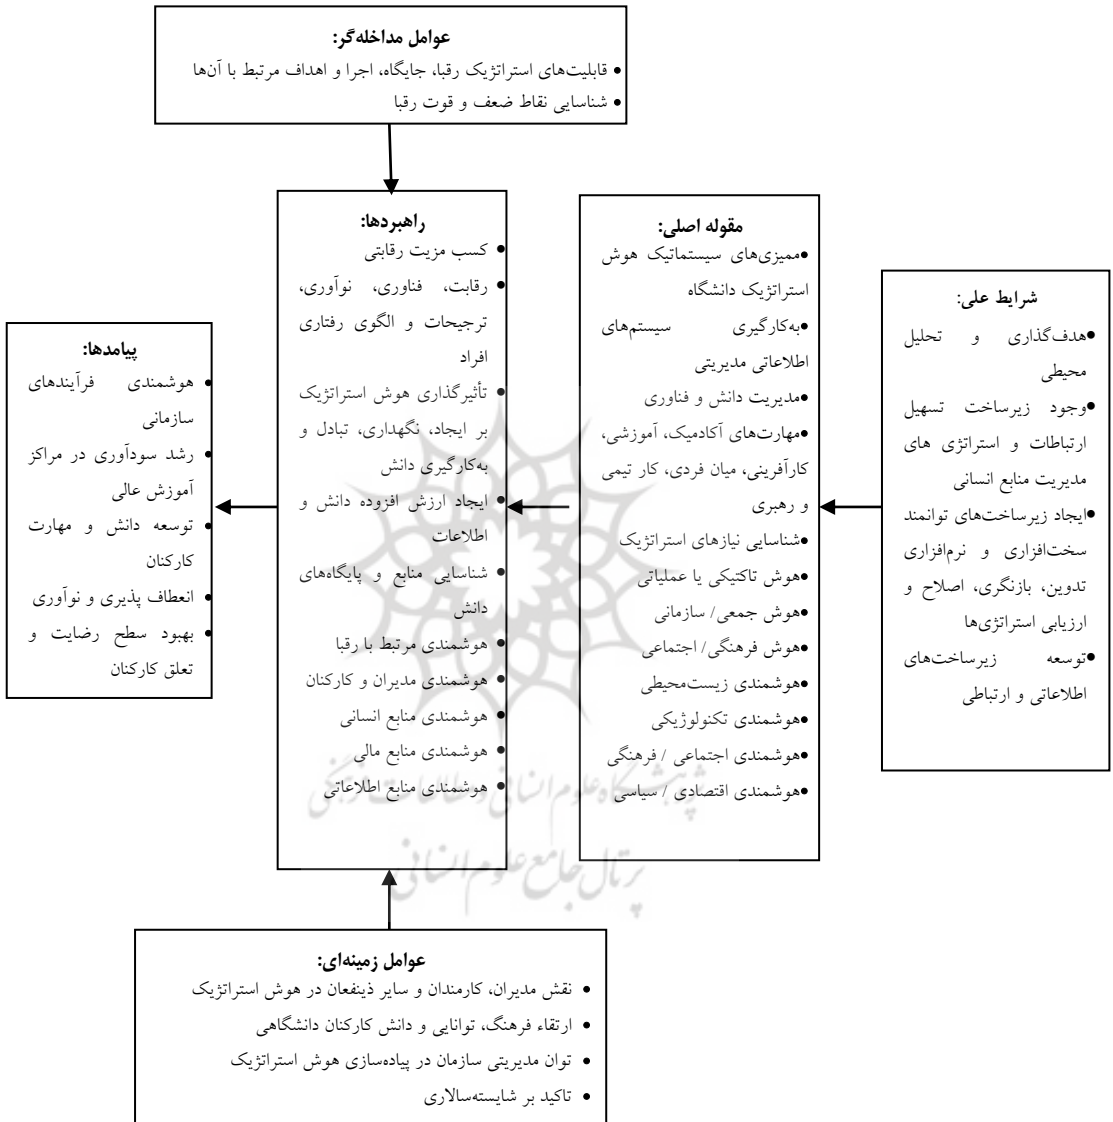 عوامل مداخله‌گر:
• قابلیت‌های استراتژیک رقبا، جایگاه، اجرا و اهداف مرتبط با آن‌ها
• شناسایی نقاط ضعف و قوت رقبا
شرایط علی:
•هدف‌گذاری و تحلیل
محیطی
•وجود زیرساخت تسهیل
ارتباطات و استراتژی های
مدیریت منابع انسانی
•ایجاد زیرساخت‌های توانمند
سخت‌افزاری و نرم‌افزاری
تدوین، بازنگری، اصلاح و
ارزیابی استراتژی‌ها
•توسعه زیرساخت‌های
اطلاعاتی و ارتباطی
مقوله اصلی:
•ممیزی‌های سیستماتیک هوش
استراتژیک دانشگاه
•به‌کارگیری سیستم‌های
اطلاعاتی مدیریتی
•مدیریت دانش و فناوری
•مهارت‌های آکادمیک، آموزشی،
کارآفرینی، میان فردی، کار تیمی
و رهبری
•شناسایی نیازهای استراتژیک
•هوش تاکتیکی یا عملیاتی
•هوش جمعی/ سازمانی
•هوش فرهنگی/ اجتماعی
•هوشمندی زیست‌محیطی
•هوشمندی تکنولوژیکی
•هوشمندی اجتماعی / فرهنگی
•هوشمندی اقتصادی / سیاسی
راهبردها:
• کسب مزیت رقابتی
• رقابت، فناوری، نوآوری،
ترجیحات و الگوی رفتاری
افراد
• تأثیرگذاری هوش استراتژیک
بر ایجاد، نگهداری، تبادل و
به‌کارگیری دانش
• ایجاد ارزش افزوده دانش و
اطلاعات
• شناسایی منابع و پایگاه‌های
دانش
• هوشمندی مرتبط با رقبا
• هوشمندی مدیران و کارکنان
• هوشمندی منابع انسانی
• هوشمندی منابع مالی
• هوشمندی منابع اطلاعاتی
پیامدها:
• هوشمندی فرآیندهای
سازمانی
• رشد سودآوری در مراکز
آموزش عالی
• توسعه دانش و مهارت
کارکنان
• انعطاف پذیری و نوآوری
• بهبود سطح رضایت و
تعلق کارکنان
پژوهشگاه علوم انسانی و مطالعات فرهنگی
پرتال جامع علوم انسانی
عوامل زمینه‌ای:
• نقش مدیران، کارمندان و سایر ذینفعان در هوش استراتژیک
• ارتقاء فرهنگ، توانایی و دانش کارکنان دانشگاهی
• توان مدیریتی سازمان در پیاده‌سازی هوش استراتژیک
• تاکید بر شایسته‌سالاری